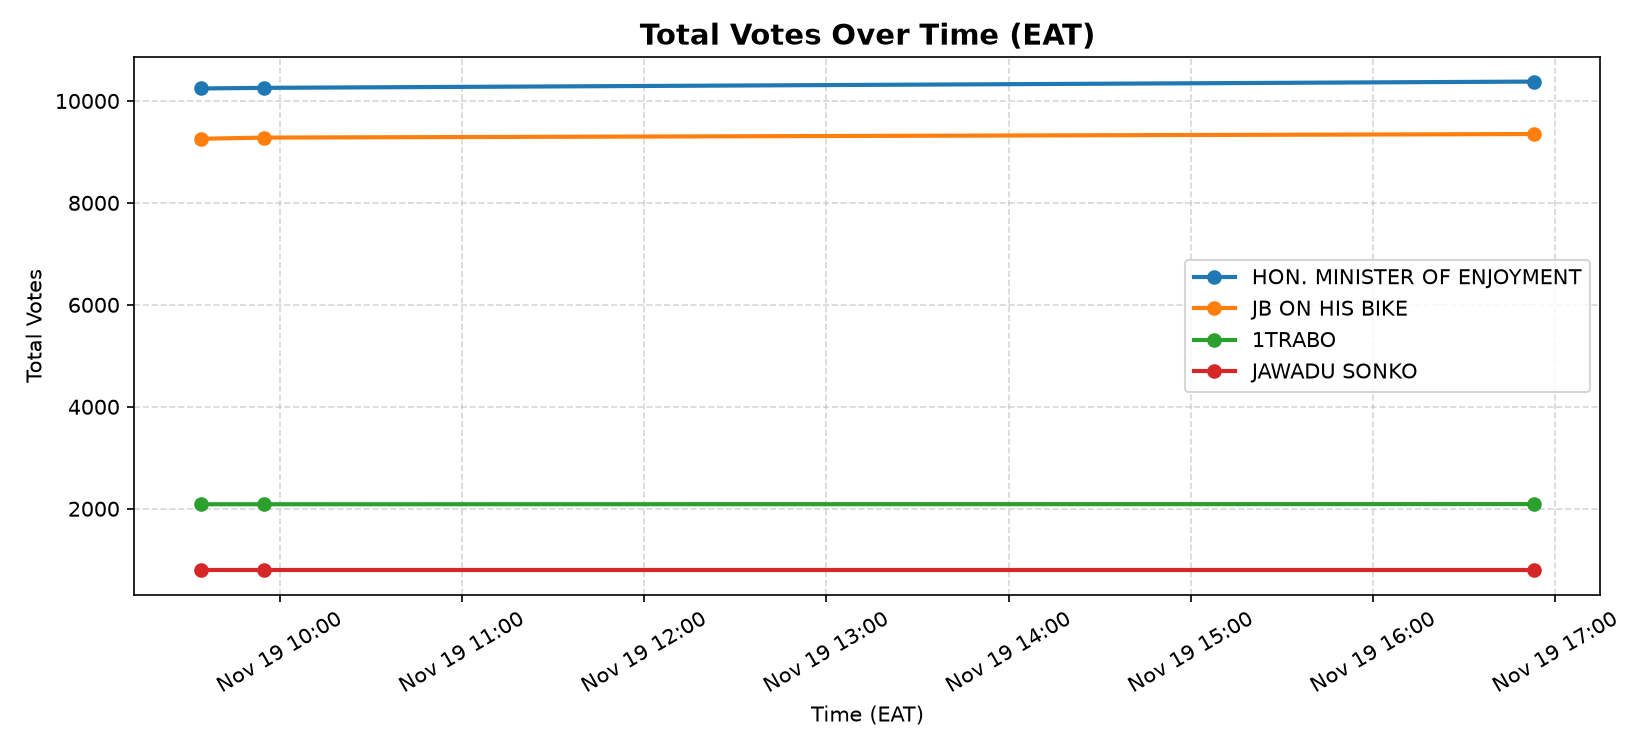 Total Votes Over Time (EAT)
Total Votes
10000
8000
6000
4000
2000
HON. MINISTER OF ENJOYMENT
JB ON HIS BIKE
1TRABO
JAWADU SONKO
Nov 19 10:00
Nov 19 11:00
Nov 19 12:00
Nov 19 13:00
Nov 19 14:00
Nov 19 15:00
Nov 19 16:00
Nov 19 17:00
Time (EAT)